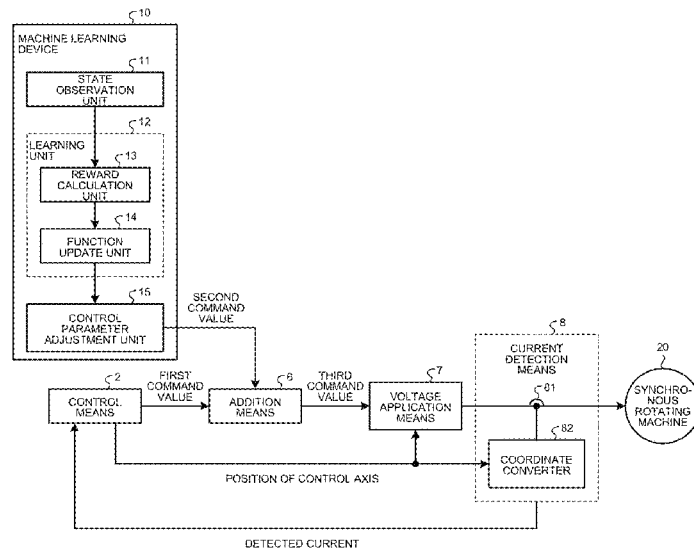 10
MACHINE LEARNING
DEVICE
11
STATE
OBSERVATION
UNIT
12
LEARNING
UNIT
13
REWARD
CALCULATION
UNIT
14
FUNCTION
UPDATE UNIT
15
CONTROL
PARAMETER
ADJUSTMENT UNIT
SECOND
COMMAND
VALUE
8
CURRENT
DETECTION
MEANS
20
2
CONTROL
MEANS
FIRST
COMMAND
VALUE
6
ADDITION
MEANS
THIRD
COMMAND
VALUE
7
VOLTAGE
APPLICATION
MEANS
81
SYNCHRO-
NOUS
ROTATING
MACHINE
82
COORDINATE
CONVERTER
POSITION OF CONTROL AXIS
DETECTED CURRENT